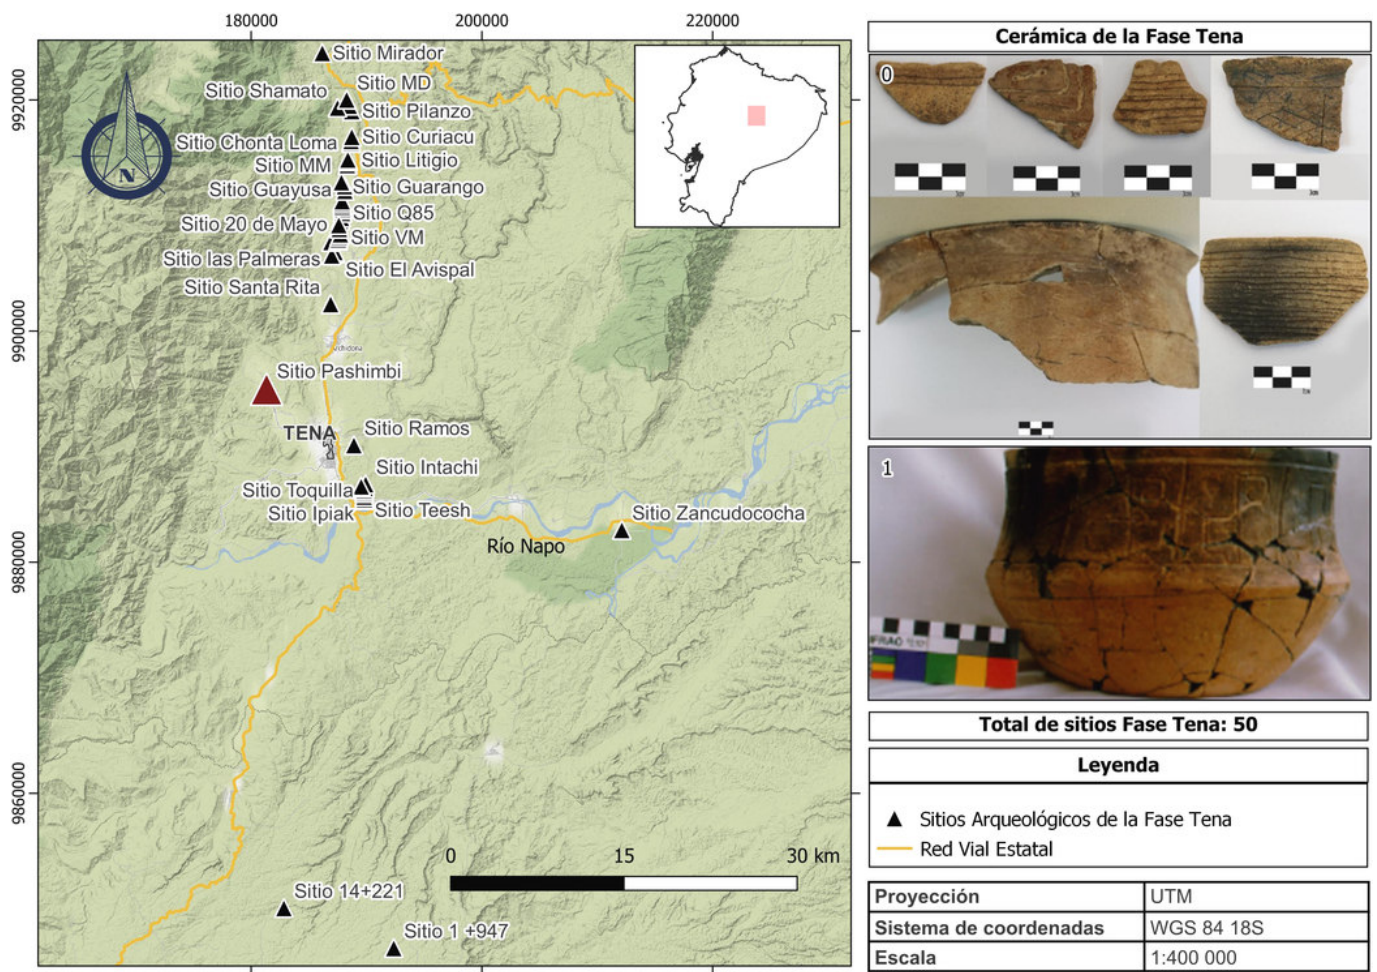 180000
200000
220000
9920000
9900000
9880000
9860000
N
Sitio Mirador
Sitio MD
Sitio Shamato
Sitio Pilanzo
Sitio Curiacu
Sitio Chonta Loma
Sitio Litigio
Sitio MM
Sitio Guarango
Sitio Guayusa
Sitio Q85
Sitio 20 de Mayo
Sitio VM
Sitio las Palmeras
Sitio El Avispal
Sitio Santa Rita
Archidona
Sitio Pashimbi
TENA
Sitio Ramos
Sitio Intachi
Sitio Toquilla
Sitio Teesh
Sitio Ipiak
Sitio Zancudococha
Río Napo
0 15 30 km
Sitio 14+221
Sitio 1 +947
Cerámica de la Fase Tena
0
1
IFRAO
Total de sitios Fase Tena: 50
Leyenda
Sitios Arqueológicos de la Fase Tena
Red Vial Estatal
Proyección UTM
Sistema de coordenadas WGS 84 18S
Escala 1:400 000